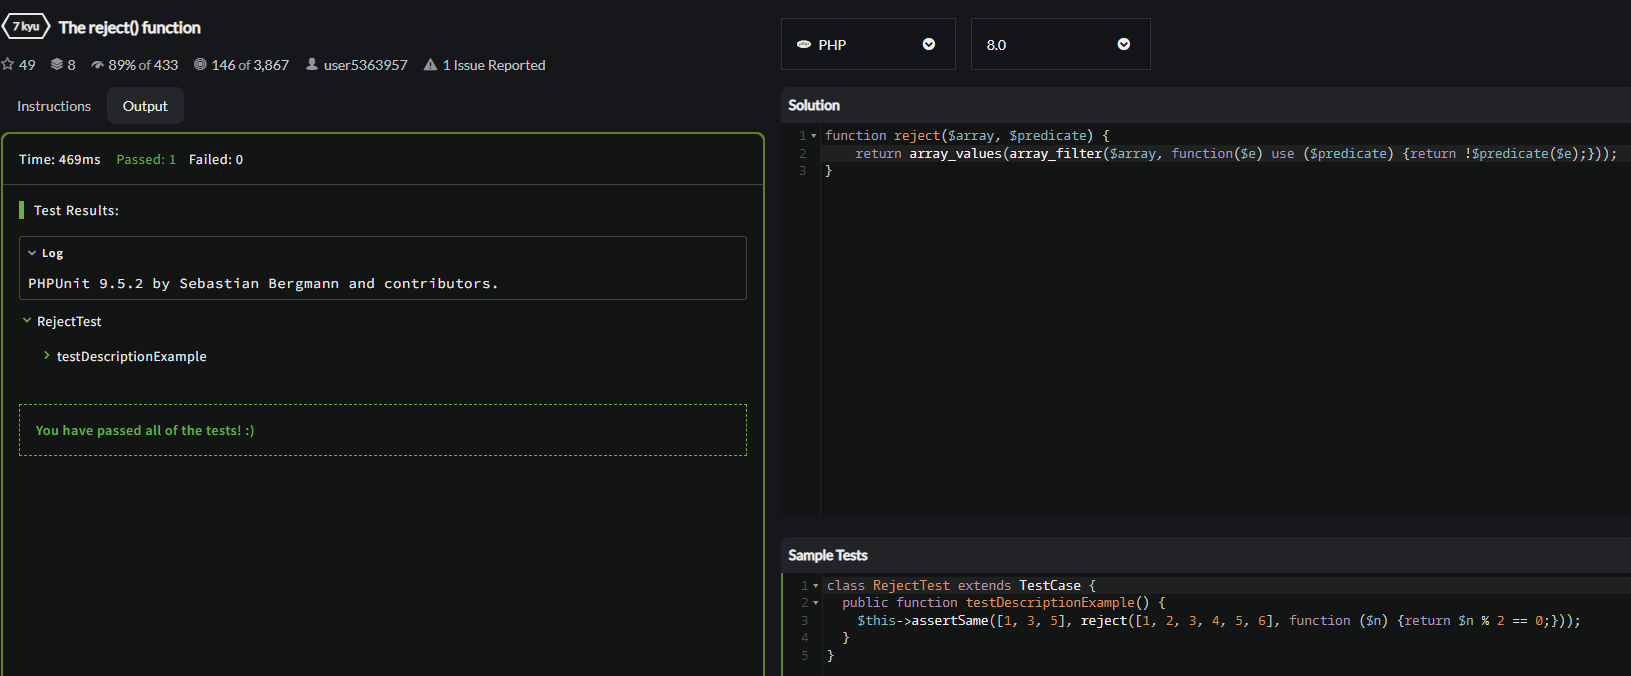 7 kyu The reject() function
49 8 89% of 433 146 of 3,867 user5363957 1 Issue Reported
Instructions Output
Time: 469ms Passed: 1 Failed: 0
Test Results:
Log
PHPUnit 9.5.2 by Sebastian Bergmann and contributors.
RejectTest
testDescriptionExample
You have passed all of the tests! :)
php PHP 8.0
Solution
1 function reject($array, $predicate) {
2 return array_values(array_filter($array, function($e) use ($predicate) {return !$predicate($e);}));
3 }
Sample Tests
1 class RejectTest extends TestCase {
2 public function testDescriptionExample() {
3 $this->assertSame([1, 3, 5], reject([1, 2, 3, 4, 5, 6], function ($n) {return $n % 2 == 0;}));
4 }
5 }